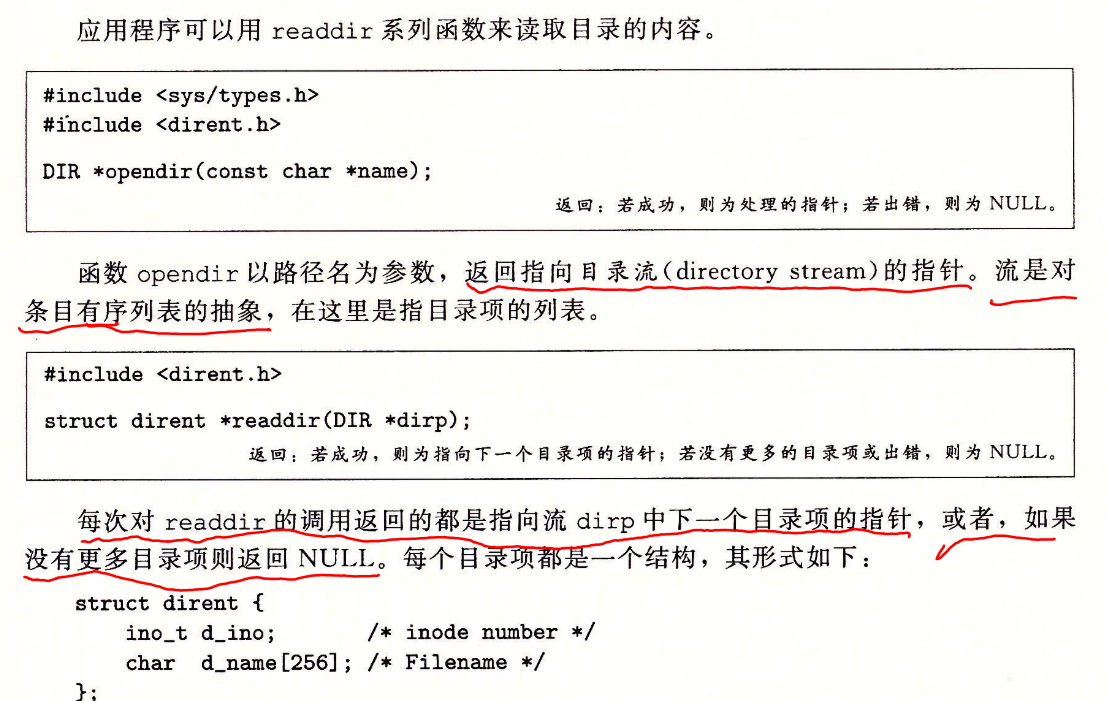 应用程序可以用 readdir 系列函数来读取目录的内容。
#include <sys/types.h>
#include <dirent.h>
DIR *opendir(const char *name);
返回：若成功，则为处理的指针；若出错，则为 NULL。
函数 opendir 以路径名为参数，返回指向目录流(directory stream)的指针。流是对
条目有序列表的抽象，在这里是指目录项的列表。
#include <dirent.h>
struct dirent *readdir(DIR *dirp);
返回：若成功，则为指向下一个目录项的指针；若没有更多的目录项或出错，则为 NULL。
每次对 readdir 的调用返回的都是指向流 dirp 中下一个目录项的指针，或者，如果
没有更多目录项则返回 NULL。每个目录项都是一个结构，其形式如下：
struct dirent {
ino_t d_ino; /* inode number */
char d_name[256]; /* Filename */
};